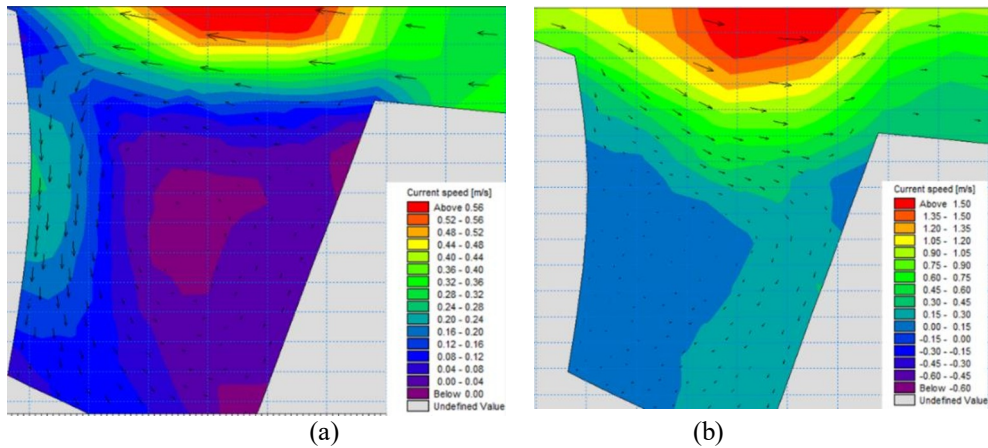 Current speed [m/s]
Above 0.56
0.52 - 0.56
0.48 - 0.52
0.44 - 0.48
0.40 - 0.44
0.36 - 0.40
0.32 - 0.36
0.28 - 0.32
0.24 - 0.28
0.20 - 0.24
0.16 - 0.20
0.12 - 0.16
0.08 - 0.12
0.04 - 0.08
0.00 - 0.04
Below 0.00
Undefined Value
(a)
Current speed [m/s]
Above 1.50
1.35 - 1.50
1.20 - 1.35
1.05 - 1.20
0.90 - 1.05
0.75 - 0.90
0.60 - 0.75
0.45 - 0.60
0.30 - 0.45
0.15 - 0.30
0.00 - 0.15
-0.15 - 0.00
-0.30 - -0.15
-0.45 - -0.30
-0.60 - -0.45
Below -0.60
Undefined Value
(b)